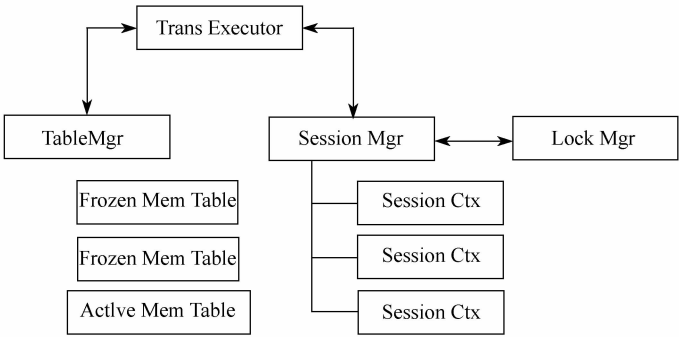 Trans Executor
TableMgr
Session Mgr
Lock Mgr
Frozen Mem Table
Session Ctx
Frozen Mem Table
Session Ctx
Actlve Mem Table
Session Ctx